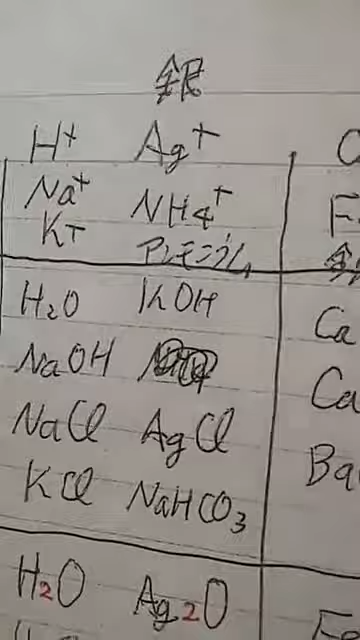 銀
H⁺ Ag⁺
Na⁺ NH4⁺
K⁺ アンモニウム
H₂O KOH
Ca
NaOH
Ca
NaCl AgCl
Ba
KCl NaHCO₃
H₂O Ag₂O